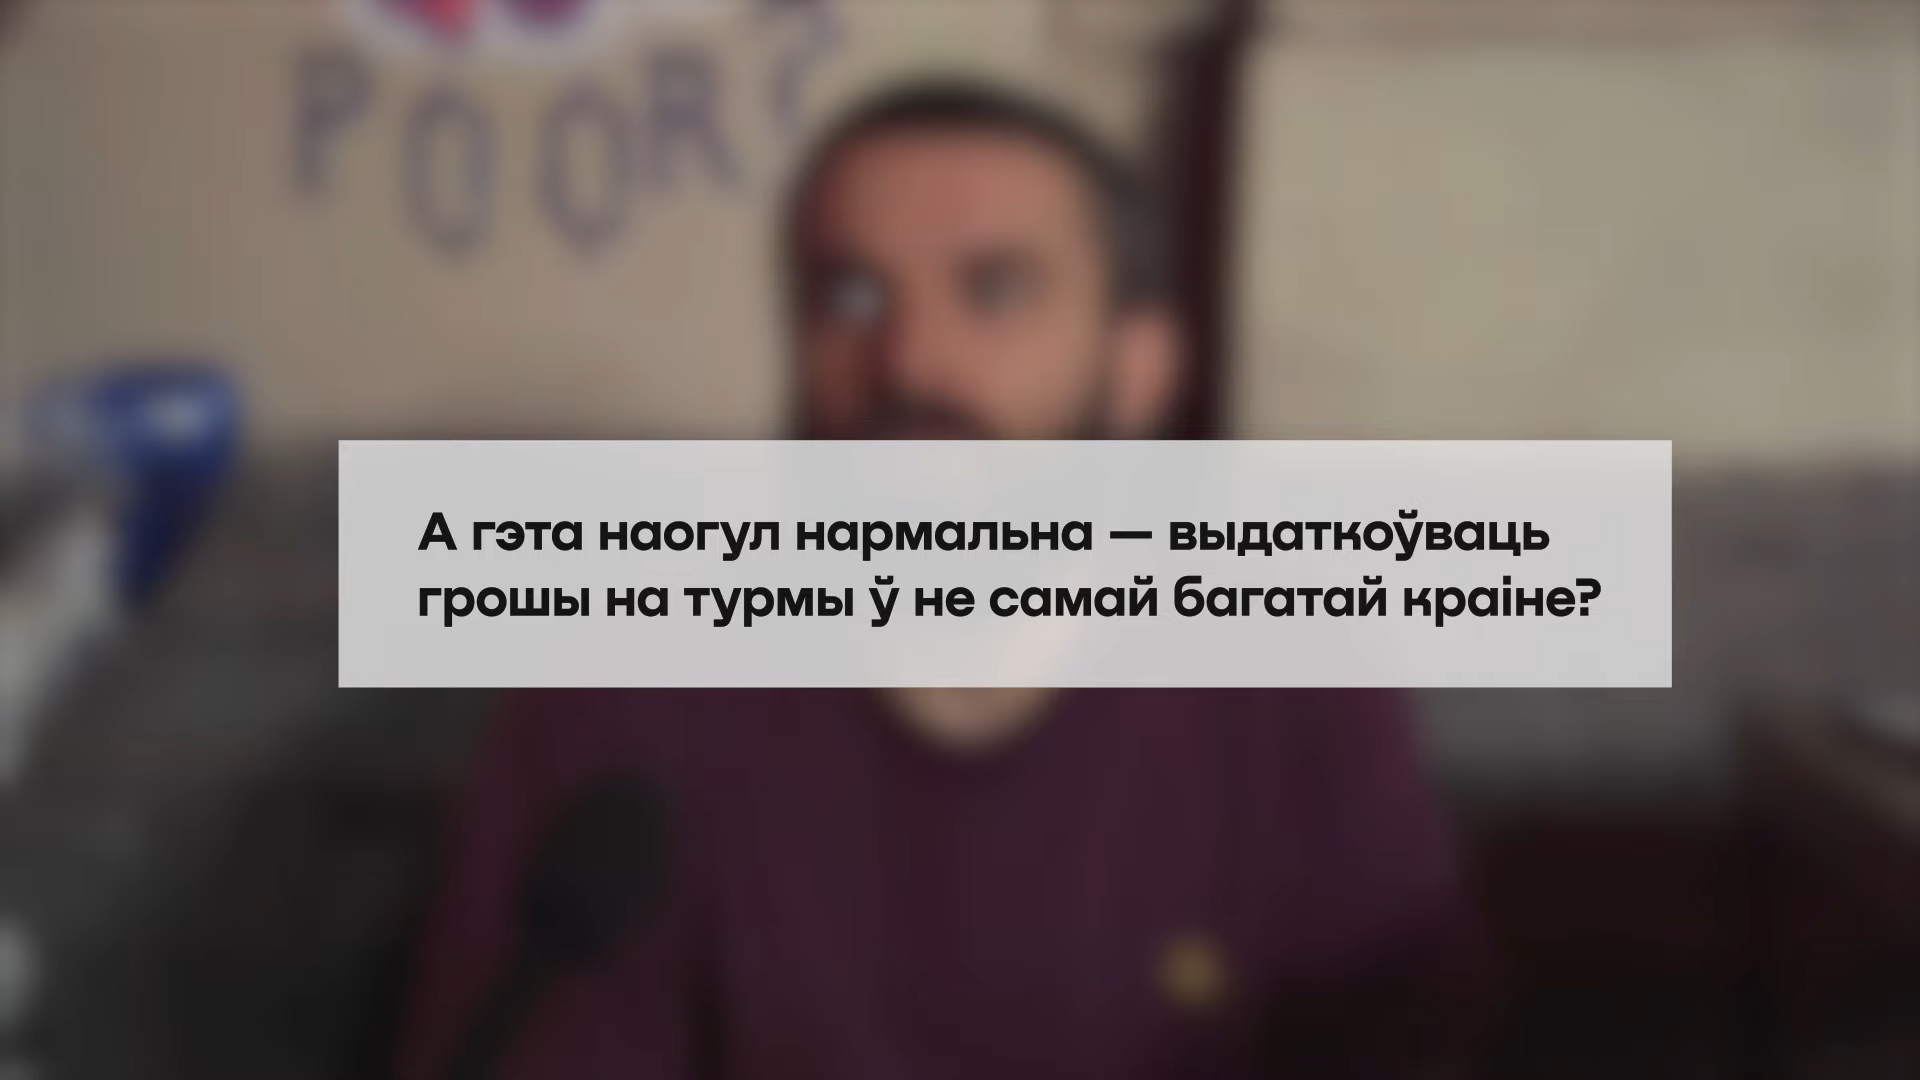 POOR
А гэта наогул нармальна — выдаткоўваць
грошы на турмы ў не самай багатай краіне?